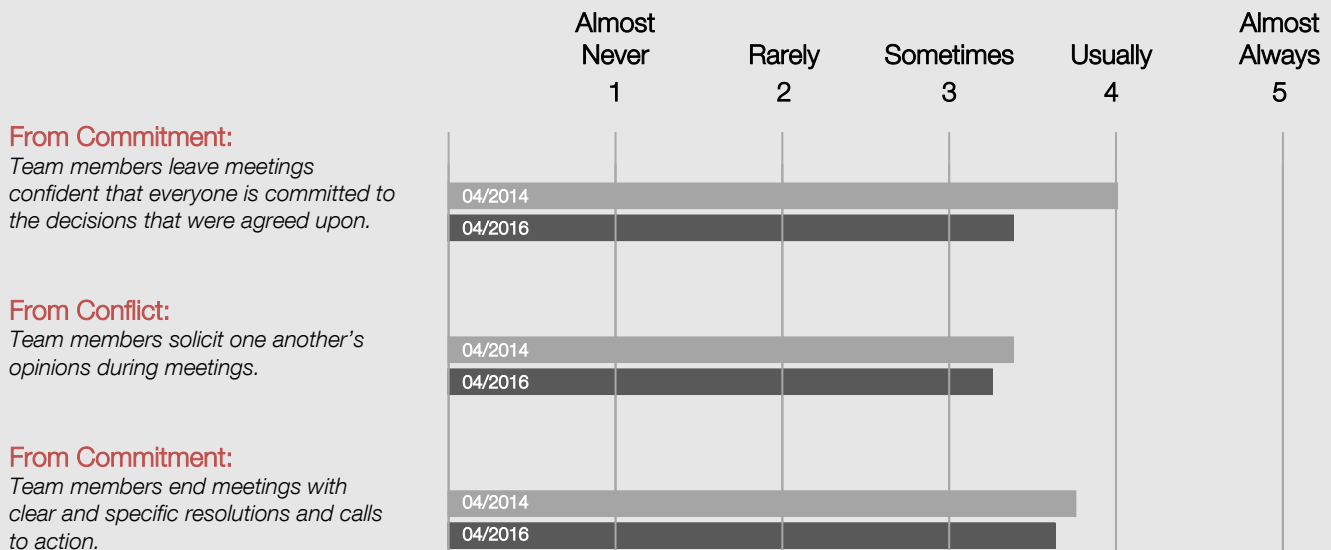 Almost Never
Rarely
Sometimes
Usually
Almost Always
1
2
3
4
5
From Commitment:
Team members leave meetings
confident that everyone is committed to
the decisions that were agreed upon.
04/2014
04/2016
From Conflict:
Team members solicit one another’s
opinions during meetings.
04/2014
04/2016
From Commitment:
Team members end meetings with
clear and specific resolutions and calls
to action.
04/2014
04/2016